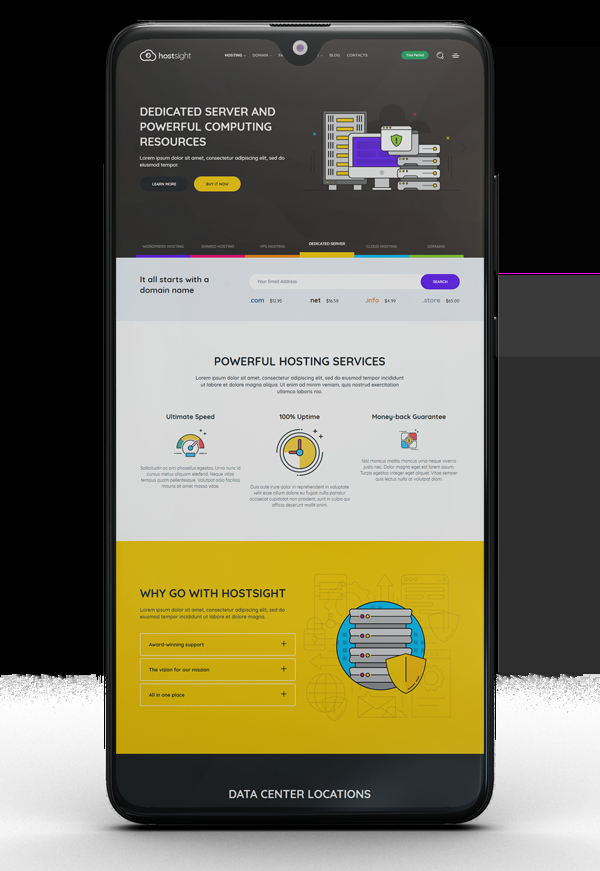 hostsight
HOSTING
DOMAIN
BLOG
CONTACTS
Trial Period
DEDICATED SERVER AND
POWERFUL COMPUTING
RESOURCES
Lorem ipsum dolor sit amet, consectetur adipiscing elit, sed do
eiusmod tempor.
LEARN MORE
BUY IT NOW
WORDPRESS HOSTING
SHARED HOSTING
VPS HOSTING
DEDICATED SERVER
CLOUD HOSTING
DOMAINS
It all starts with a
domain name
Your Email Address
SEARCH
.com $12.95
.net $16.59
.info $4.99
.store $65.00
POWERFUL HOSTING SERVICES
Lorem ipsum dolor sit amet, consectetur adipiscing elit, sed do eiusmod tempor incididunt
ut labore et dolore magna aliqua. Ut enim ad minim veniam, quis nostrud exercitation
ullamco laboris nisi.
Ultimate Speed
Sollicitudin ac orci phasellus egestas. Urna nunc id
cursus metus aliquam eleifend. Neque vitae
tempus quam pellentesque. Volutpat odio facilisis
mauris sit amet massa vitae.
100% Uptime
Duis aute irure dolor in reprehenderit in voluptate
velit esse cillum dolore eu fugiat nulla pariatur
occaecat cupidatat non proident, sunt in culpa qui
officia deserunt mollit anim.
Money-back Guarantee
Nisl rhoncus mattis rhoncus urna neque viverra
justo nec. Dolor magna eget est lorem ipsum.
Turpis egestas integer eget aliquet. Vitae semper
quis lectus nulla at volutpat diam.
WHY GO WITH HOSTSIGHT
Lorem ipsum dolor sit amet, consectetur adipiscing elit, sed do
eiusmod tempor incididunt ut labore et dolore magna.
Award-winning support
The vision for our mission
All in one place
DATA CENTER LOCATIONS